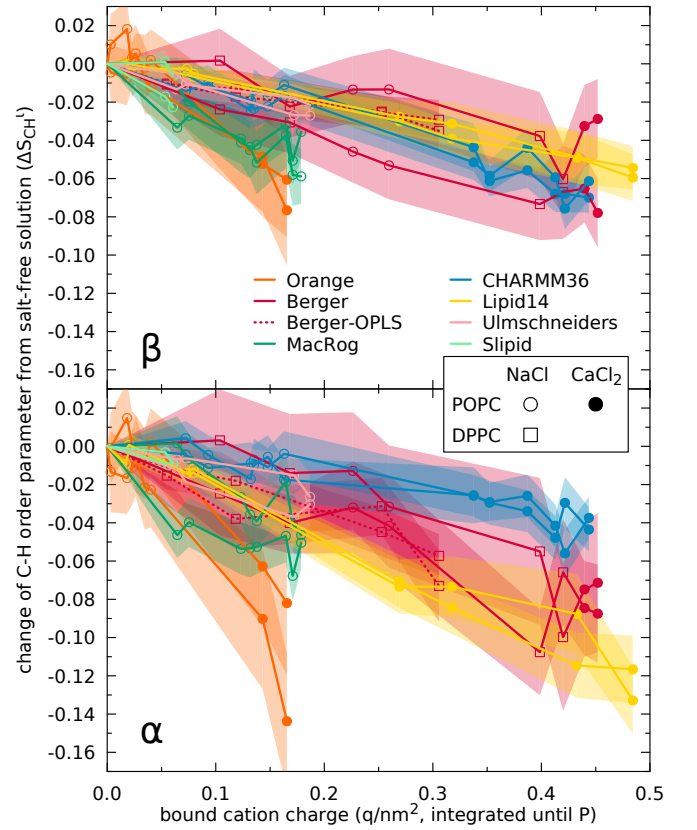 change of C-H order parameter from salt-free solution (ΔS_CH^i)
0.02
0.00
-0.02
-0.04
-0.06
-0.08
-0.10
-0.12
-0.14
-0.16
Orange
Berger
Berger-OPLS
MacRog
CHARMM36
Lipid14
Ulmschneiders
Slipid
β
NaCl CaCl₂
POPC
DPPC
0.02
0.00
-0.02
-0.04
-0.06
-0.08
-0.10
-0.12
-0.14
-0.16
α
0.0 0.1 0.2 0.3 0.4 0.5
bound cation charge (q/nm², integrated until P)